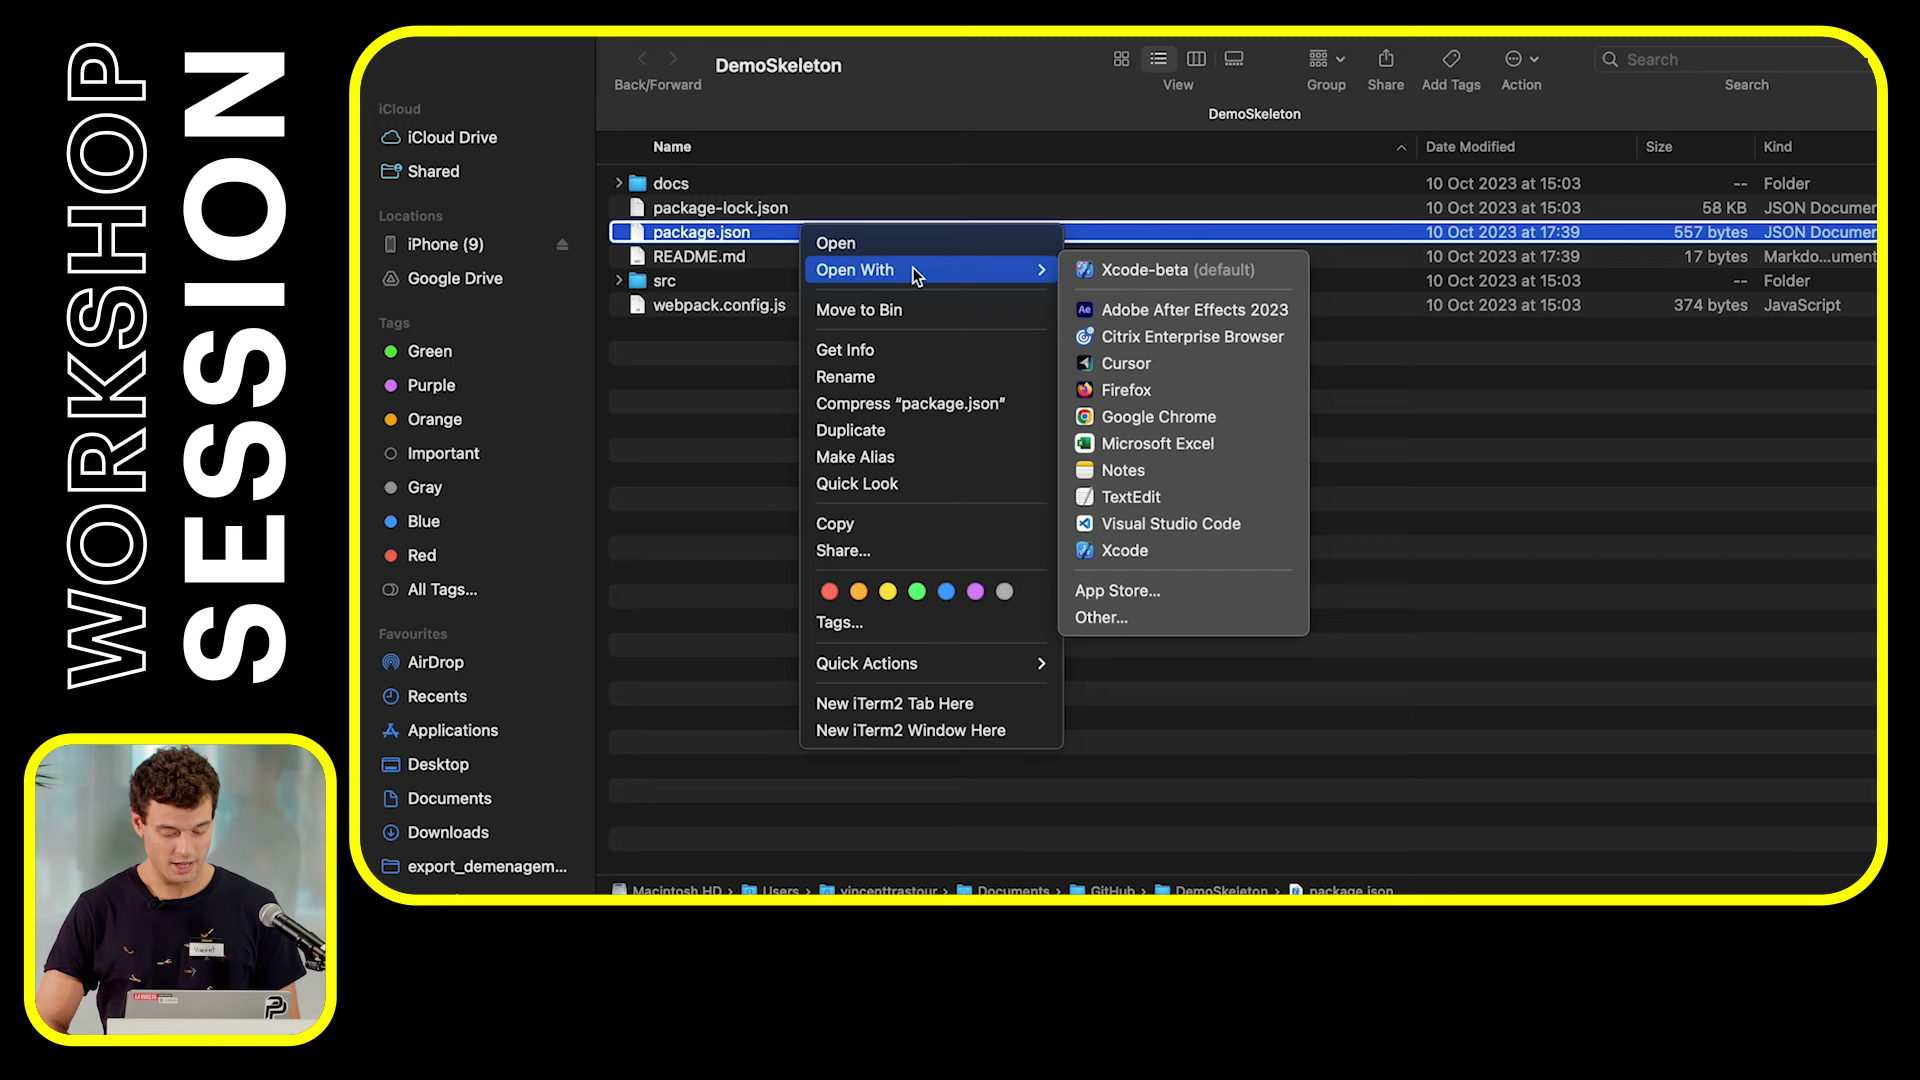 WORKSHOP
SESSION
Back/Forward
DemoSkeleton
View
Group
Share
Add Tags
Action
Search
Search
DemoSkeleton
iCloud
iCloud Drive
Shared
Locations
iPhone (9)
Google Drive
Tags
Green
Purple
Orange
Important
Gray
Blue
Red
All Tags...
Favourites
AirDrop
Recents
Applications
Desktop
Documents
Downloads
export_demenagem...
Name Date Modified Size Kind
docs 10 Oct 2023 at 15:03 -- Folder
package-lock.json 10 Oct 2023 at 15:03 58 KB JSON Documen
package.json 10 Oct 2023 at 17:39 557 bytes JSON Documen
README.md 10 Oct 2023 at 15:03 17 bytes Markdo...ument
src 10 Oct 2023 at 15:03 -- Folder
webpack.config.js 10 Oct 2023 at 15:03 374 bytes JavaScript
Open
Open With
Move to Bin
Get Info
Rename
Compress “package.json”
Duplicate
Make Alias
Quick Look
Copy
Share...
Tags...
Quick Actions
New iTerm2 Tab Here
New iTerm2 Window Here
Xcode-beta (default)
Adobe After Effects 2023
Citrix Enterprise Browser
Cursor
Firefox
Google Chrome
Microsoft Excel
Notes
TextEdit
Visual Studio Code
Xcode
App Store...
Other...
Macintosh HD › Users › vincenttrastour › Documents › GitHub › DemoSkeleton › package.json
Vincent
LA VUELTA